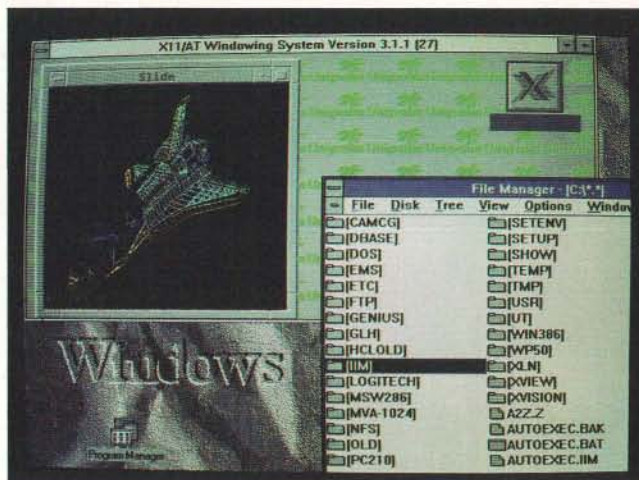 X11/AT Windowing System Version 3.1.1 (27)
Slide
File Manager - [C:\*.*]
File Disk Tree View Options Window
[CAMCG]
[DBASE]
[DOS]
[EMS]
[ETC]
[FTP]
[GENIUS]
[GLH]
[HCLOLD]
[IIM]
[LOGITECH]
[MSW286]
[MVA-1024]
[NFS]
[OLD]
[PC210]
[SETENV]
[SETUP]
[SHOW]
[TEMP]
[TMP]
[USR]
[UT]
[WIN386]
[WP50]
[XLN]
[XVIEW]
[XVISION]
A2Z.Z
AUTOEXEC.BAK
AUTOEXEC.BAT
AUTOEXEC.IIM
Windows
Program Manager